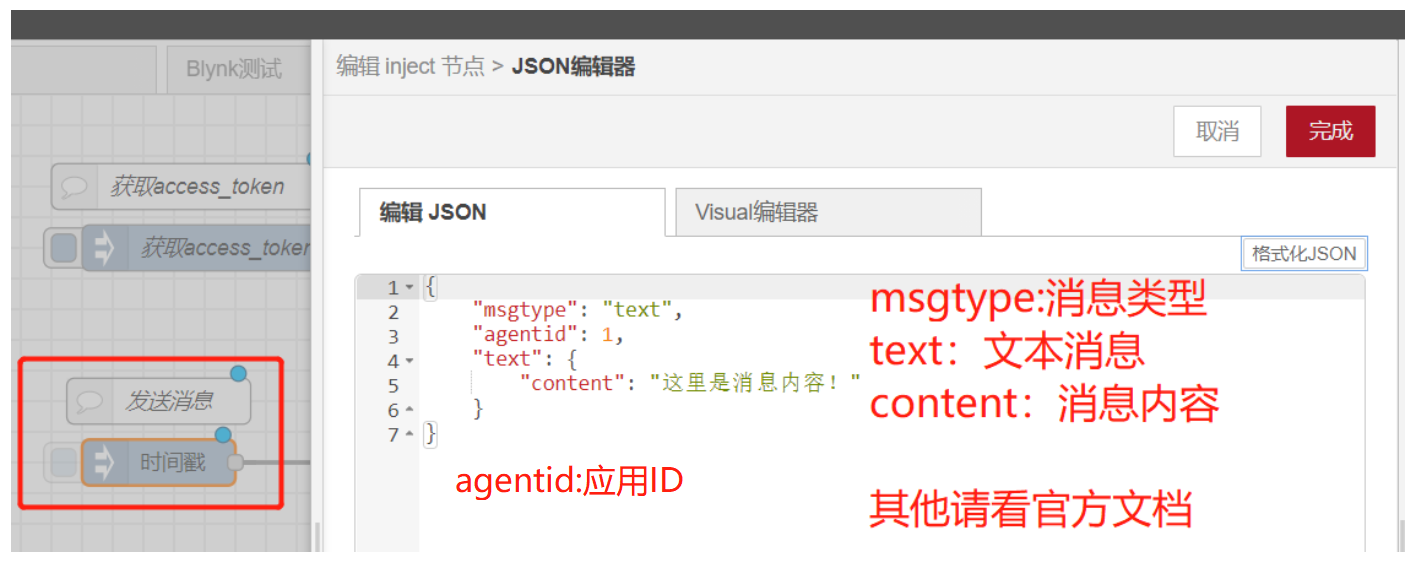 Blynk测试
编辑 inject 节点 > JSON编辑器
取消
完成
获取access_token
获取access_token
编辑 JSON
Visual编辑器
格式化JSON
1 {
2 "msgtype": "text",
3 "agentid": 1,
4 "text": {
5 "content": "这里是消息内容！"
6 }
7 }
msgtype:消息类型
text：文本消息
content：消息内容
发送消息
时间戳
agentid:应用ID
其他请看官方文档